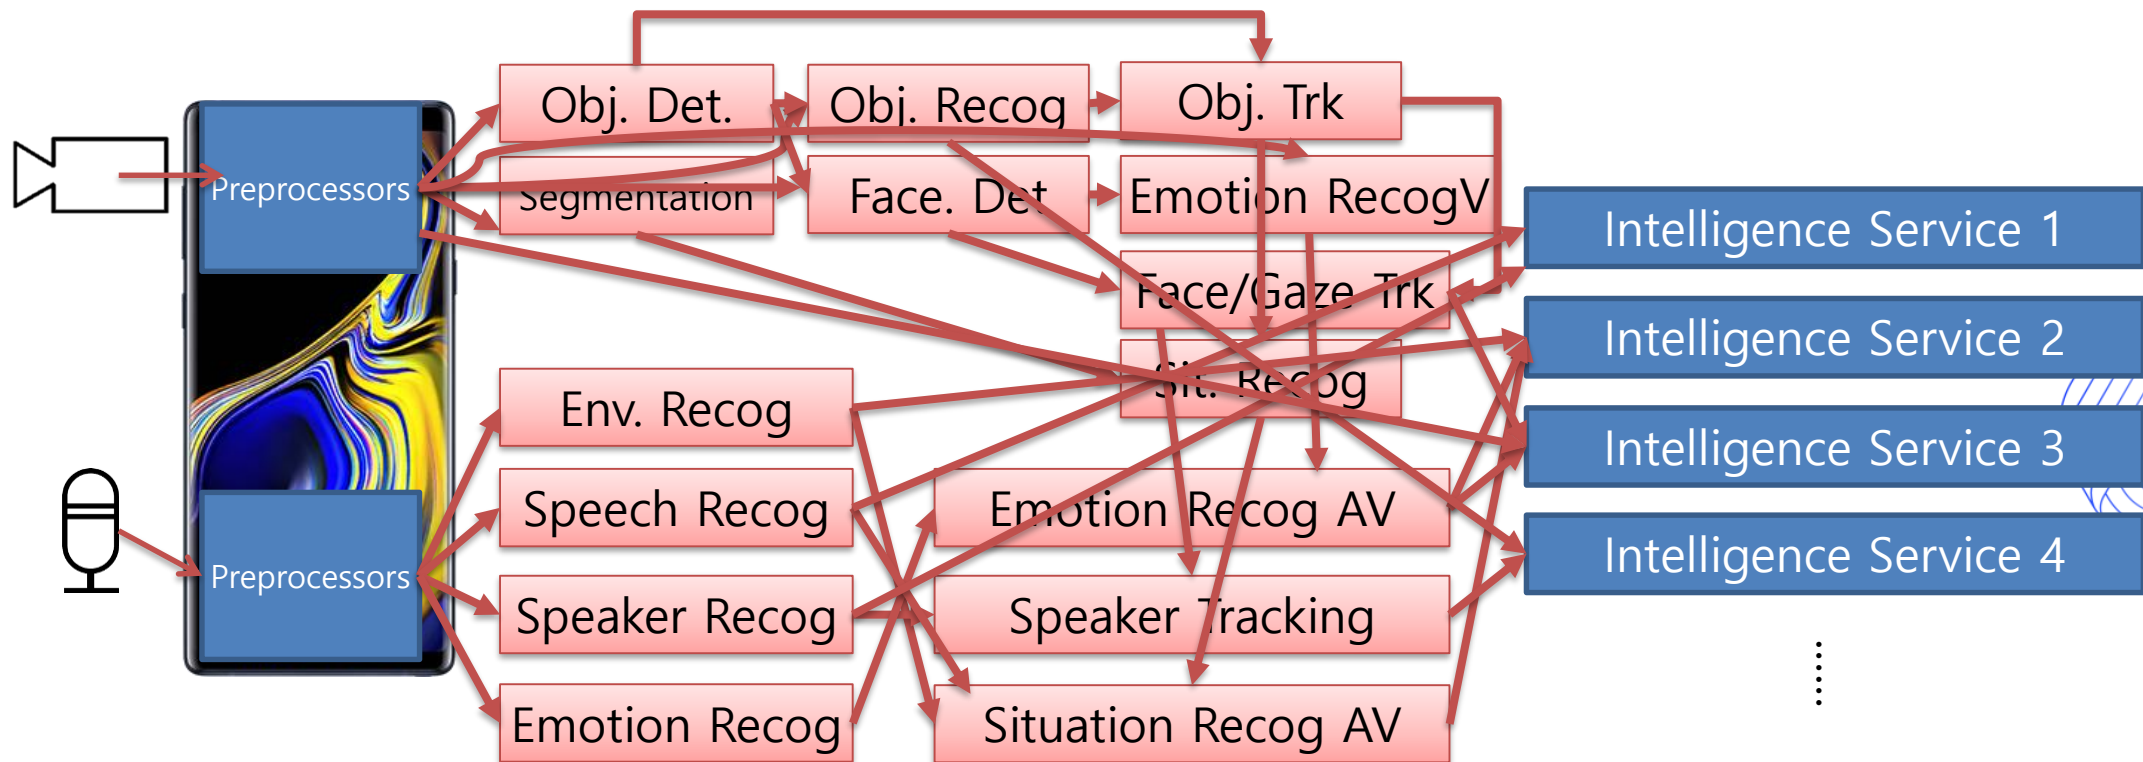 Obj. Det.
Obj. Recog
Obj. Trk
Preprocessors
Segmentation
Face. Det
Emotion RecogV
Intelligence Service 1
Face/Gaze Trk
Intelligence Service 2
Sit. Recog
Env. Recog
Intelligence Service 3
Speech Recog
Emotion Recog AV
Intelligence Service 4
Preprocessors
Speaker Recog
Speaker Tracking
Emotion Recog
Situation Recog AV
......